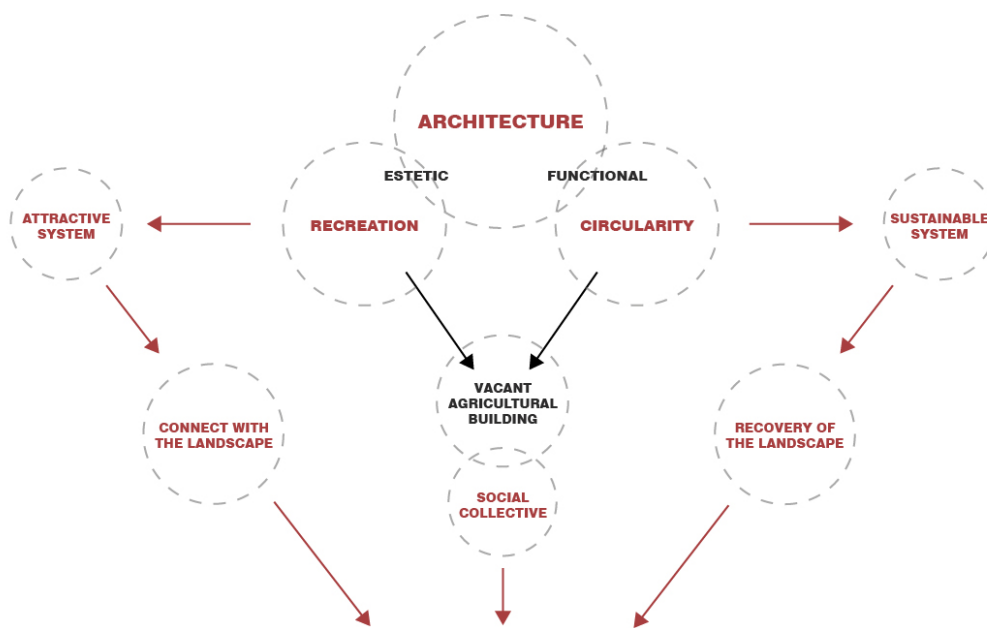 ARCHITECTURE
ESTETIC
FUNCTIONAL
ATTRACTIVE
SYSTEM
RECREATION
CIRCULARITY
SUSTAINABLE
SYSTEM
VACANT
AGRICULTURAL
BUILDING
CONNECT WITH
THE LANDSCAPE
RECOVERY OF
THE LANDSCAPE
SOCIAL
COLLECTIVE